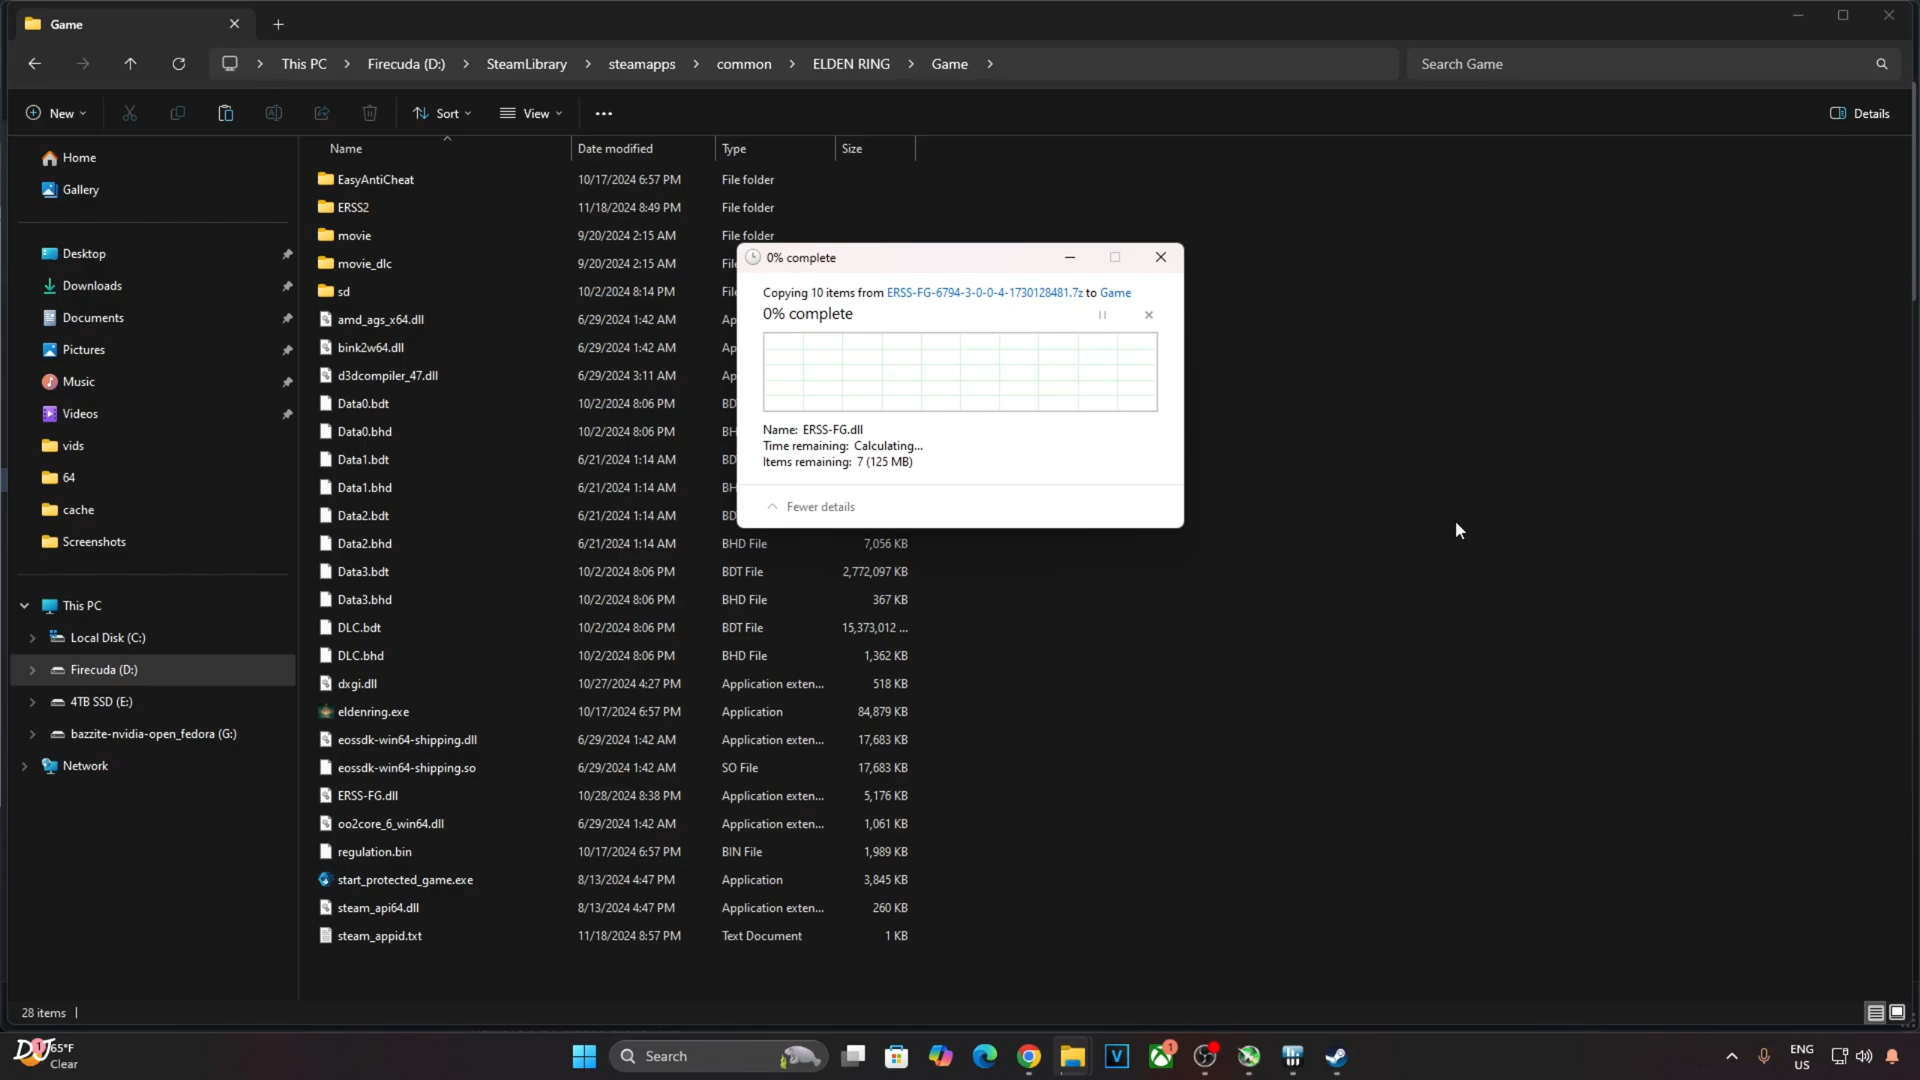 Game
This PC
Firecuda (D:)
SteamLibrary
steamapps
common
ELDEN RING
Game
Search Game
New
Sort
View
Details
Home
Gallery
Desktop
Downloads
Documents
Pictures
Music
Videos
vids
64
cache
Screenshots
This PC
Local Disk (C:)
Firecuda (D:)
4TB SSD (E:)
bazzite-nvidia-open_fedora (G:)
Network
Name Date modified Type Size
EasyAntiCheat 10/17/2024 6:57 PM File folder
ERSS2 11/18/2024 8:49 PM File folder
movie 9/20/2024 2:15 AM File folder
movie_dlc 9/20/2024 2:15 AM File
sd 10/2/2024 8:14 PM File
amd_ags_x64.dll 6/29/2024 1:42 AM Ap
bink2w64.dll 6/29/2024 1:42 AM Ap
d3dcompiler_47.dll 6/29/2024 3:11 AM Ap
Data0.bdt 10/2/2024 8:06 PM BD
Data0.bhd 10/2/2024 8:06 PM BH
Data1.bdt 6/21/2024 1:14 AM BD
Data1.bhd 6/21/2024 1:14 AM BH
Data2.bdt 6/21/2024 1:14 AM BD
Data2.bhd 6/21/2024 1:14 AM BHD File 7,056 KB
Data3.bdt 10/2/2024 8:06 PM BDT File 2,772,097 KB
Data3.bhd 10/2/2024 8:06 PM BHD File 367 KB
DLC.bdt 10/2/2024 8:06 PM BDT File 15,373,012 ...
DLC.bhd 10/2/2024 8:06 PM BHD File 1,362 KB
dxgi.dll 10/27/2024 4:27 PM Application exten... 518 KB
eldenring.exe 10/17/2024 6:57 PM Application 84,879 KB
eossdk-win64-shipping.dll 6/29/2024 1:42 AM Application exten... 17,683 KB
eossdk-win64-shipping.so 6/29/2024 1:42 AM SO File 17,683 KB
ERSS-FG.dll 10/28/2024 8:38 PM Application exten... 5,176 KB
oo2core_6_win64.dll 6/29/2024 1:42 AM Application exten... 1,061 KB
regulation.bin 10/17/2024 6:57 PM BIN File 1,989 KB
start_protected_game.exe 8/13/2024 4:47 PM Application 3,845 KB
steam_api64.dll 8/13/2024 4:47 PM Application exten... 260 KB
steam_appid.txt 11/18/2024 8:57 PM Text Document 1 KB
0% complete
Copying 10 items from ERSS-FG-6794-3-0-0-4-1730128481.7z to Game
0% complete
Name: ERSS-FG.dll
Time remaining: Calculating...
Items remaining: 7 (125 MB)
Fewer details
28 items
DJ
1
65°F
Clear
Search
V
1
ENG
US